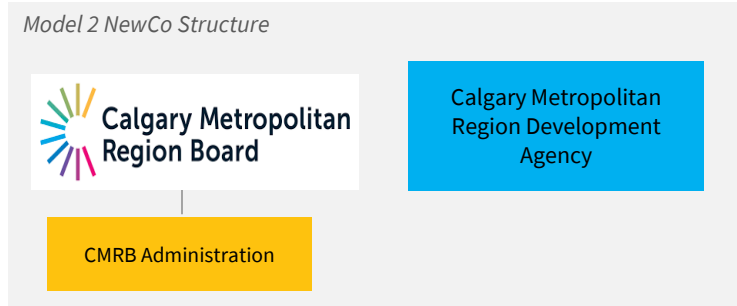 Model 2 NewCo Structure
Calgary Metropolitan
Region Board
Calgary Metropolitan
Region Development
Agency
CMRB Administration